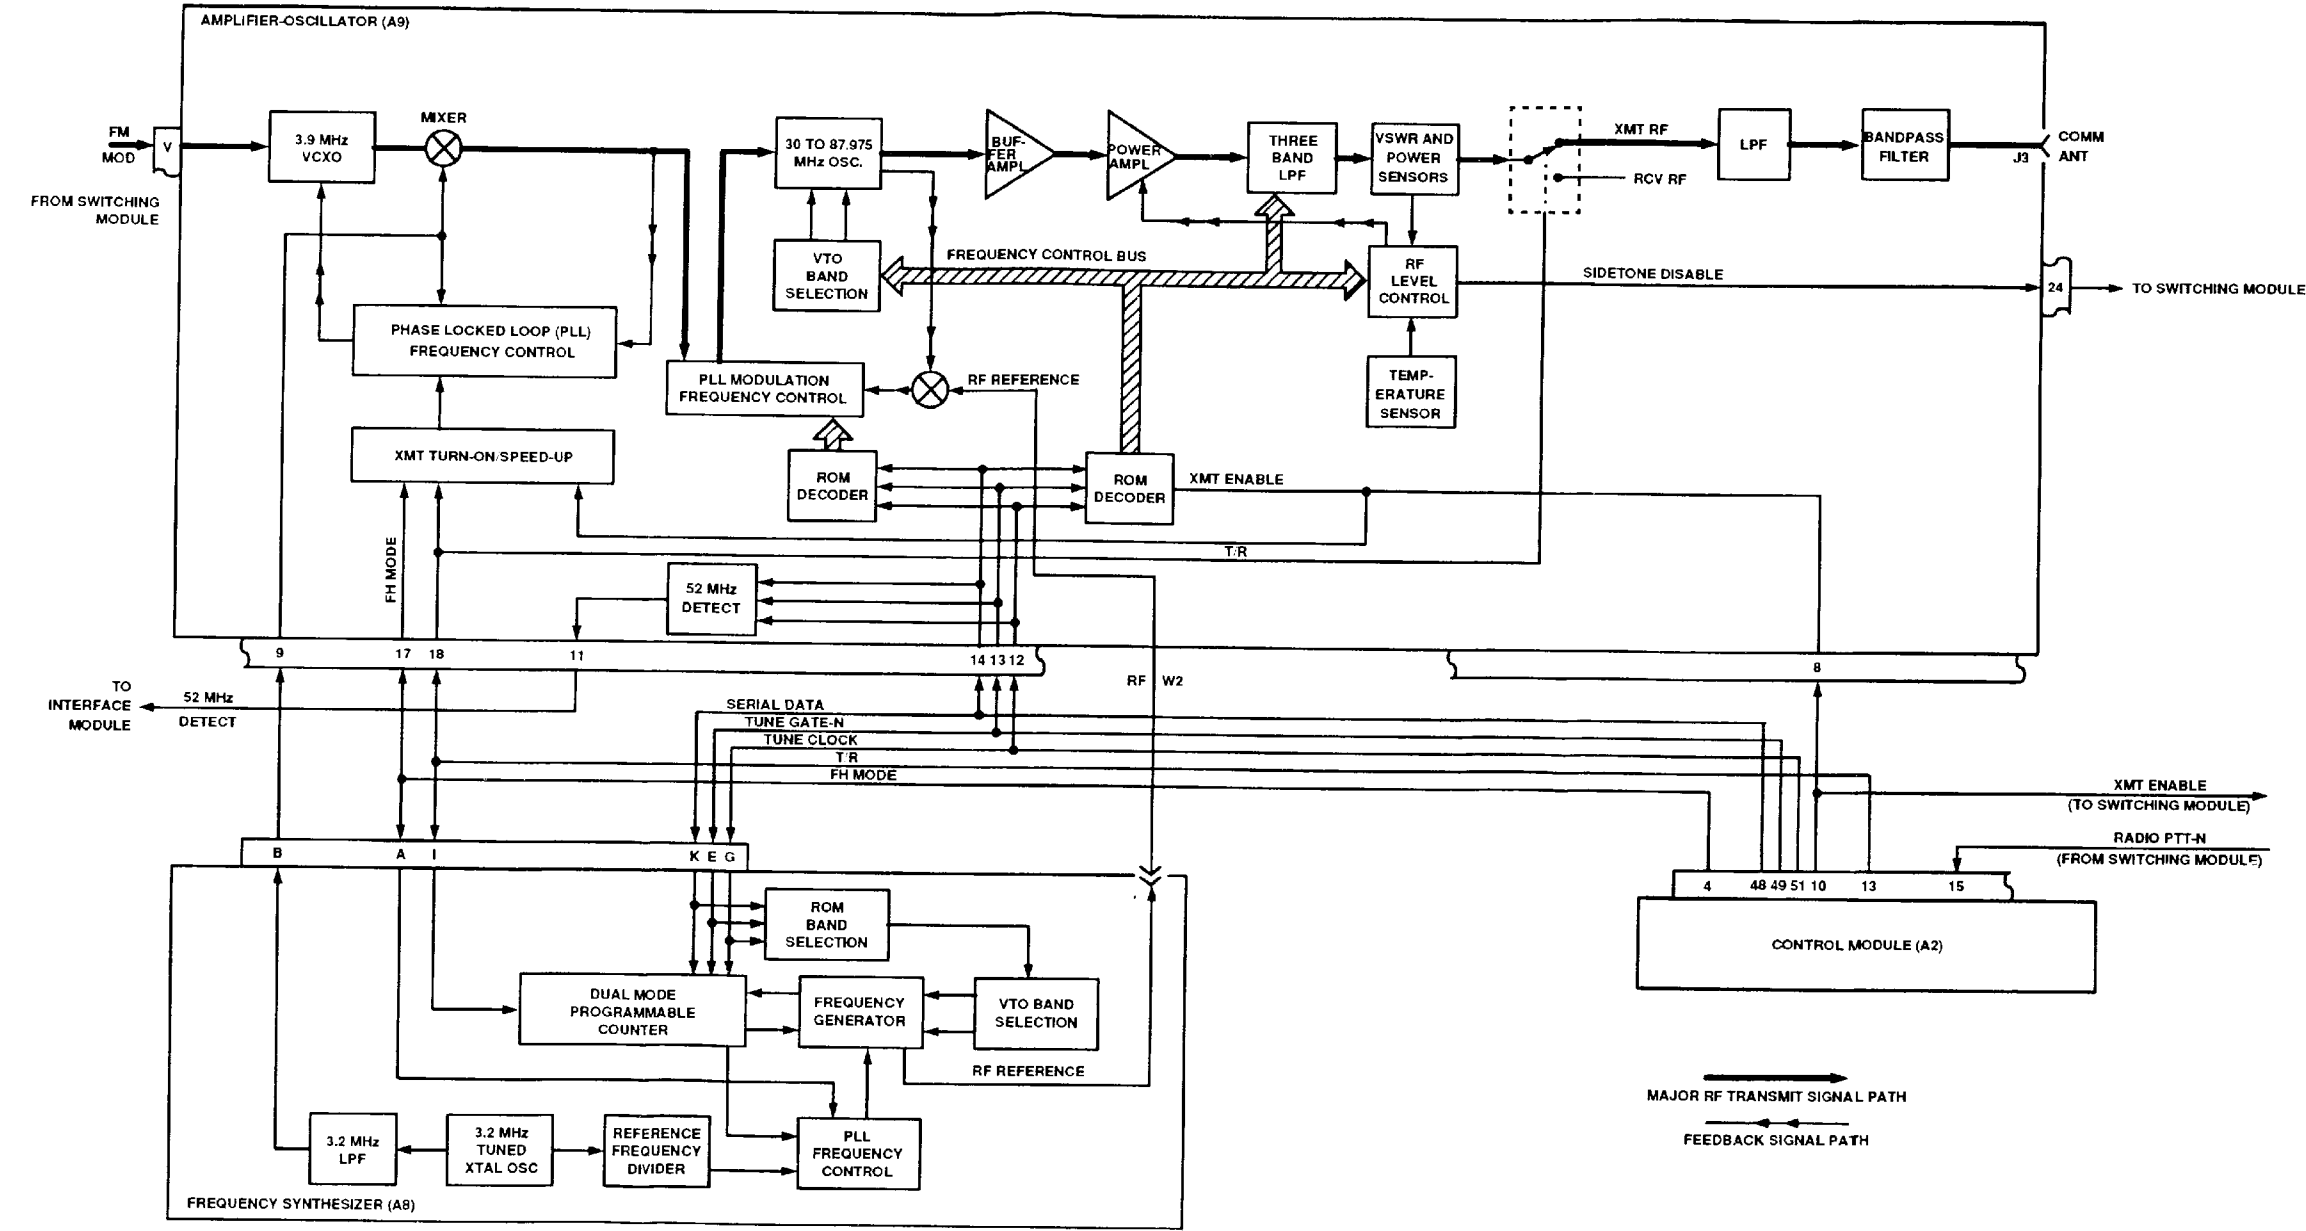 AMPLIFIER-OSCILLATOR (A9)
FM
MOD
V
FROM SWITCHING
MODULE
3.9 MHz
VCXO
MIXER
30 TO 87.975
MHz OSC.
BUF-
FER
AMPL
POWER
AMPL
THREE
BAND
LPF
VSWR AND
POWER
SENSORS
XMT RF
RCV RF
LPF
BANDPASS
FILTER
J3
COMM
ANT
VTO
BAND
SELECTION
FREQUENCY CONTROL BUS
RF
LEVEL
CONTROL
SIDETONE DISABLE
24
TO SWITCHING MODULE
PHASE LOCKED LOOP (PLL)
FREQUENCY CONTROL
PLL MODULATION
FREQUENCY CONTROL
RF REFERENCE
TEMP-
ERATURE
SENSOR
XMT TURN-ON/SPEED-UP
ROM
DECODER
ROM
DECODER
XMT ENABLE
T/R
FH MODE
52 MHz
DETECT
9
17
18
11
14 13 12
8
TO
INTERFACE
MODULE
52 MHz
DETECT
RF
W2
SERIAL DATA
TUNE GATE-N
TUNE CLOCK
T/R
FH MODE
XMT ENABLE
(TO SWITCHING MODULE)
RADIO PTT-N
(FROM SWITCHING MODULE)
B
A
I
K E G
4
48 49 51 10
13
15
CONTROL MODULE (A2)
ROM
BAND
SELECTION
DUAL MODE
PROGRAMMABLE
COUNTER
FREQUENCY
GENERATOR
VTO BAND
SELECTION
RF REFERENCE
3.2 MHz
LPF
3.2 MHz
TUNED
XTAL OSC
REFERENCE
FREQUENCY
DIVIDER
PLL
FREQUENCY
CONTROL
FREQUENCY SYNTHESIZER (A8)
MAJOR RF TRANSMIT SIGNAL PATH
FEEDBACK SIGNAL PATH